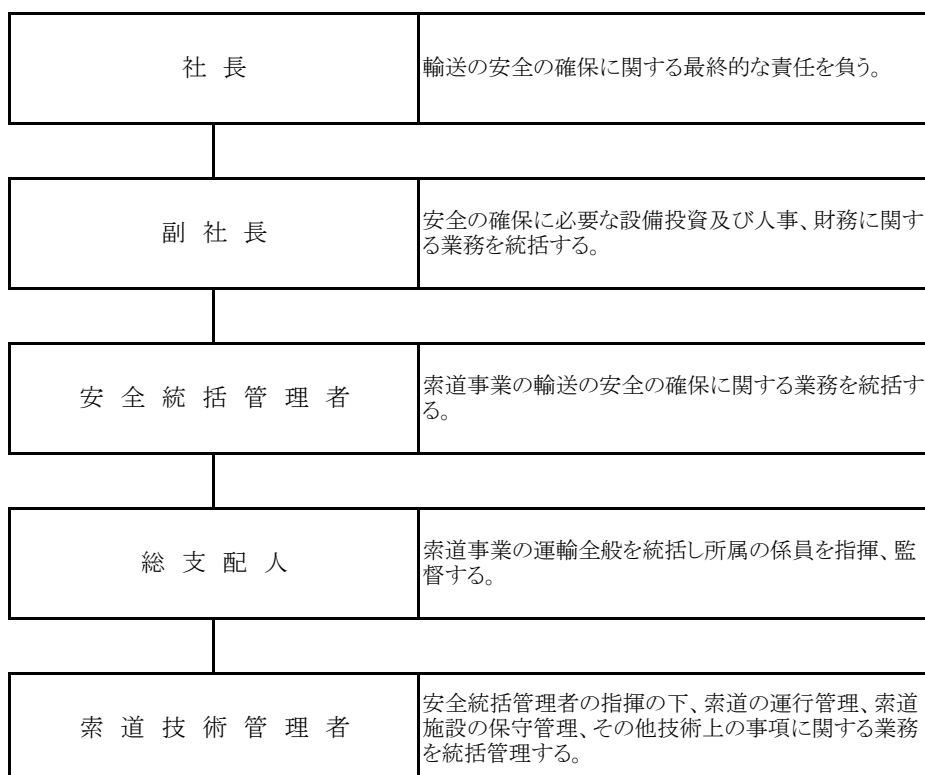 社長
輸送の安全の確保に関する最終的な責任を負う。
副社長
安全の確保に必要な設備投資及び人事、財務に関す
る業務を統括する。
安全統括管理者
索道事業の輸送の安全の確保に関する業務を統括す
る。
総支配人
索道事業の運輸全般を統括し所属の係員を指揮、監
督する。
索道技術管理者
安全統括管理者の指揮の下、索道の運行管理、索道
施設の保守管理、その他技術上の事項に関する業務
を統括管理する。